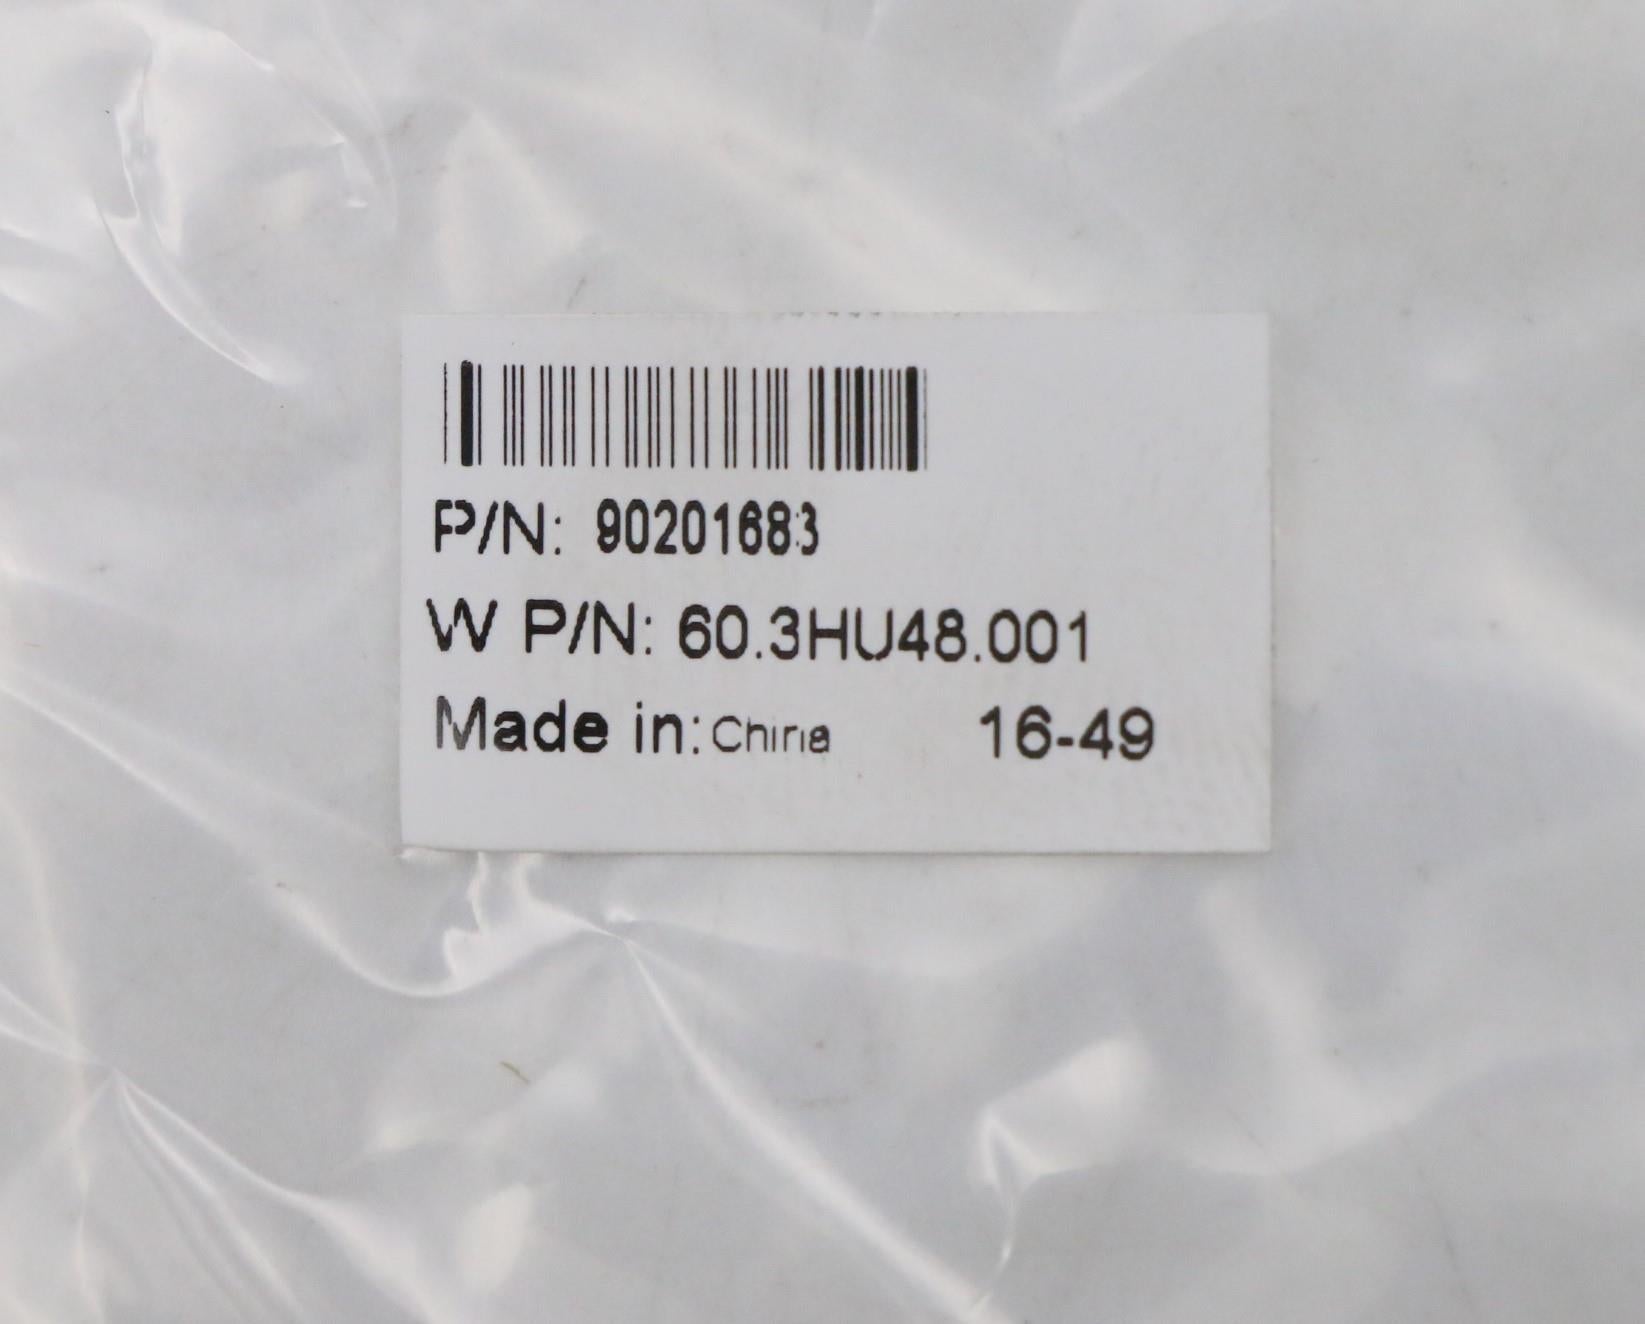 P/N: 90201683
W P/N: 60.3HU48.001
Made in: China 16-49